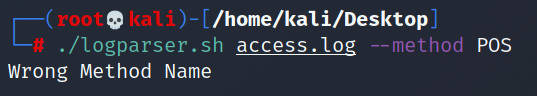 ┌──(root💀kali)-[/home/kali/Desktop]
└─# ./logparser.sh access.log --method POS
Wrong Method Name